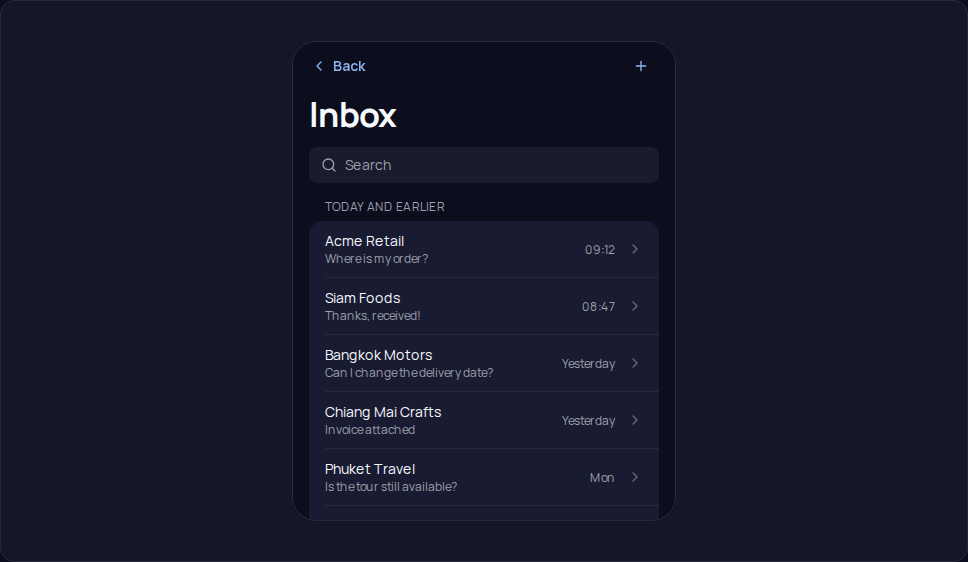 Back
Inbox
Search
TODAY AND EARLIER
Acme Retail
Where is my order?
09:12
Siam Foods
Thanks, received!
08:47
Bangkok Motors
Can I change the delivery date?
Yesterday
Chiang Mai Crafts
Invoice attached
Yesterday
Phuket Travel
Is the tour still available?
Mon